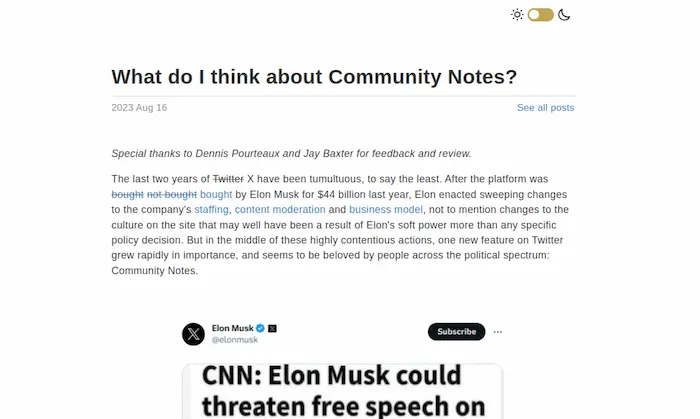 What do I think about Community Notes?
2023 Aug 16
See all posts
Special thanks to Dennis Pourteaux and Jay Baxter for feedback and review.
The last two years of Twitter X have been tumultuous, to say the least. After the platform was
bought not bought bought by Elon Musk for $44 billion last year, Elon enacted sweeping changes
to the company's staffing, content moderation and business model, not to mention changes to the
culture on the site that may well have been a result of Elon's soft power more than any specific
policy decision. But in the middle of these highly contentious actions, one new feature on Twitter
grew rapidly in importance, and seems to be beloved by people across the political spectrum:
Community Notes.
Elon Musk
@elonmusk
Subscribe
CNN: Elon Musk could
threaten free speech on